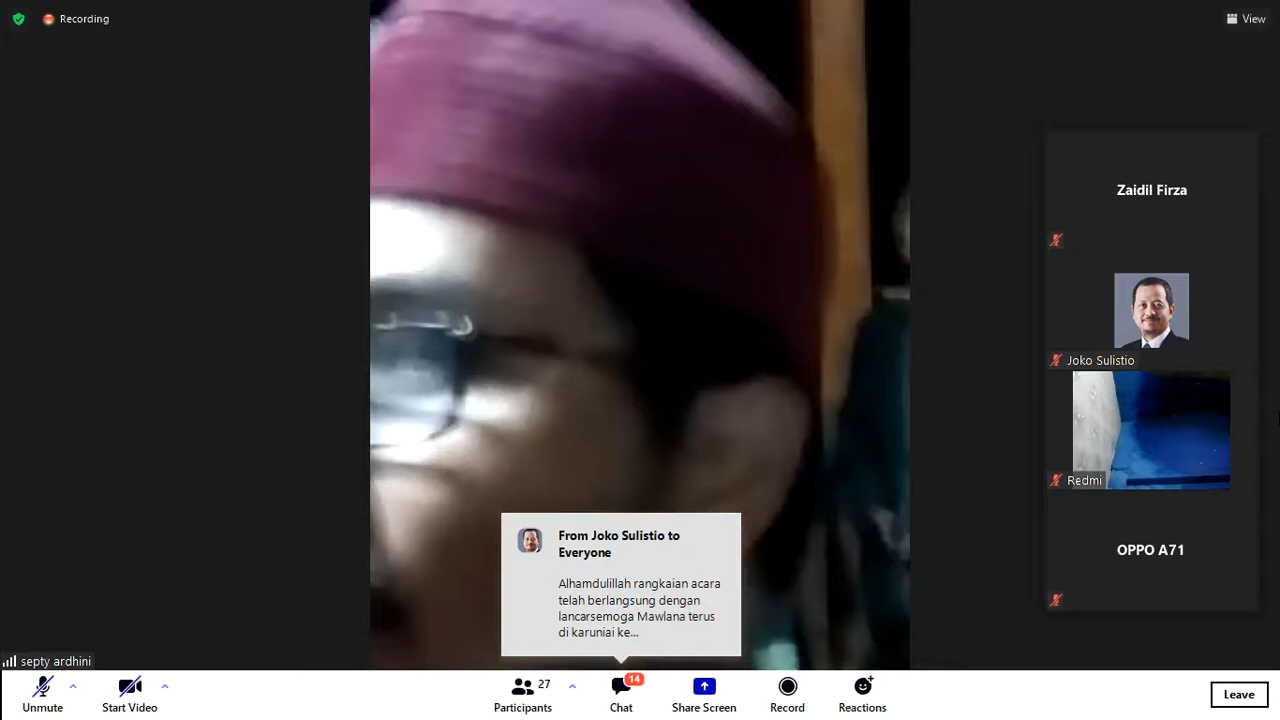 Recording
View
Zaidil Firza
Joko Sulistio
Redmi
OPPO A71
From Joko Sulistio to
Everyone
Alhamdulillah rangkaian acara
telah berlangsung dengan
lancarsemoga Mawlana terus
di karuniai ke...
septy ardhini
Unmute
Start Video
27
Participants
14
Chat
Share Screen
Record
Reactions
Leave